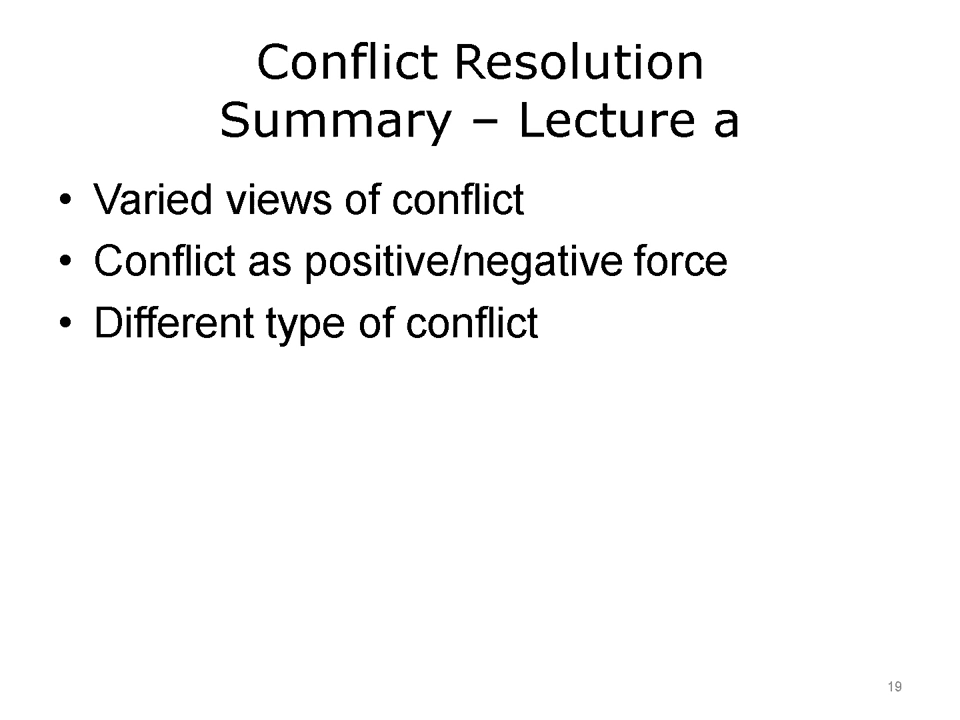 Conflict Resolution
Summary – Lecture a
• Varied views of conflict
• Conflict as positive/negative force
• Different type of conflict
19